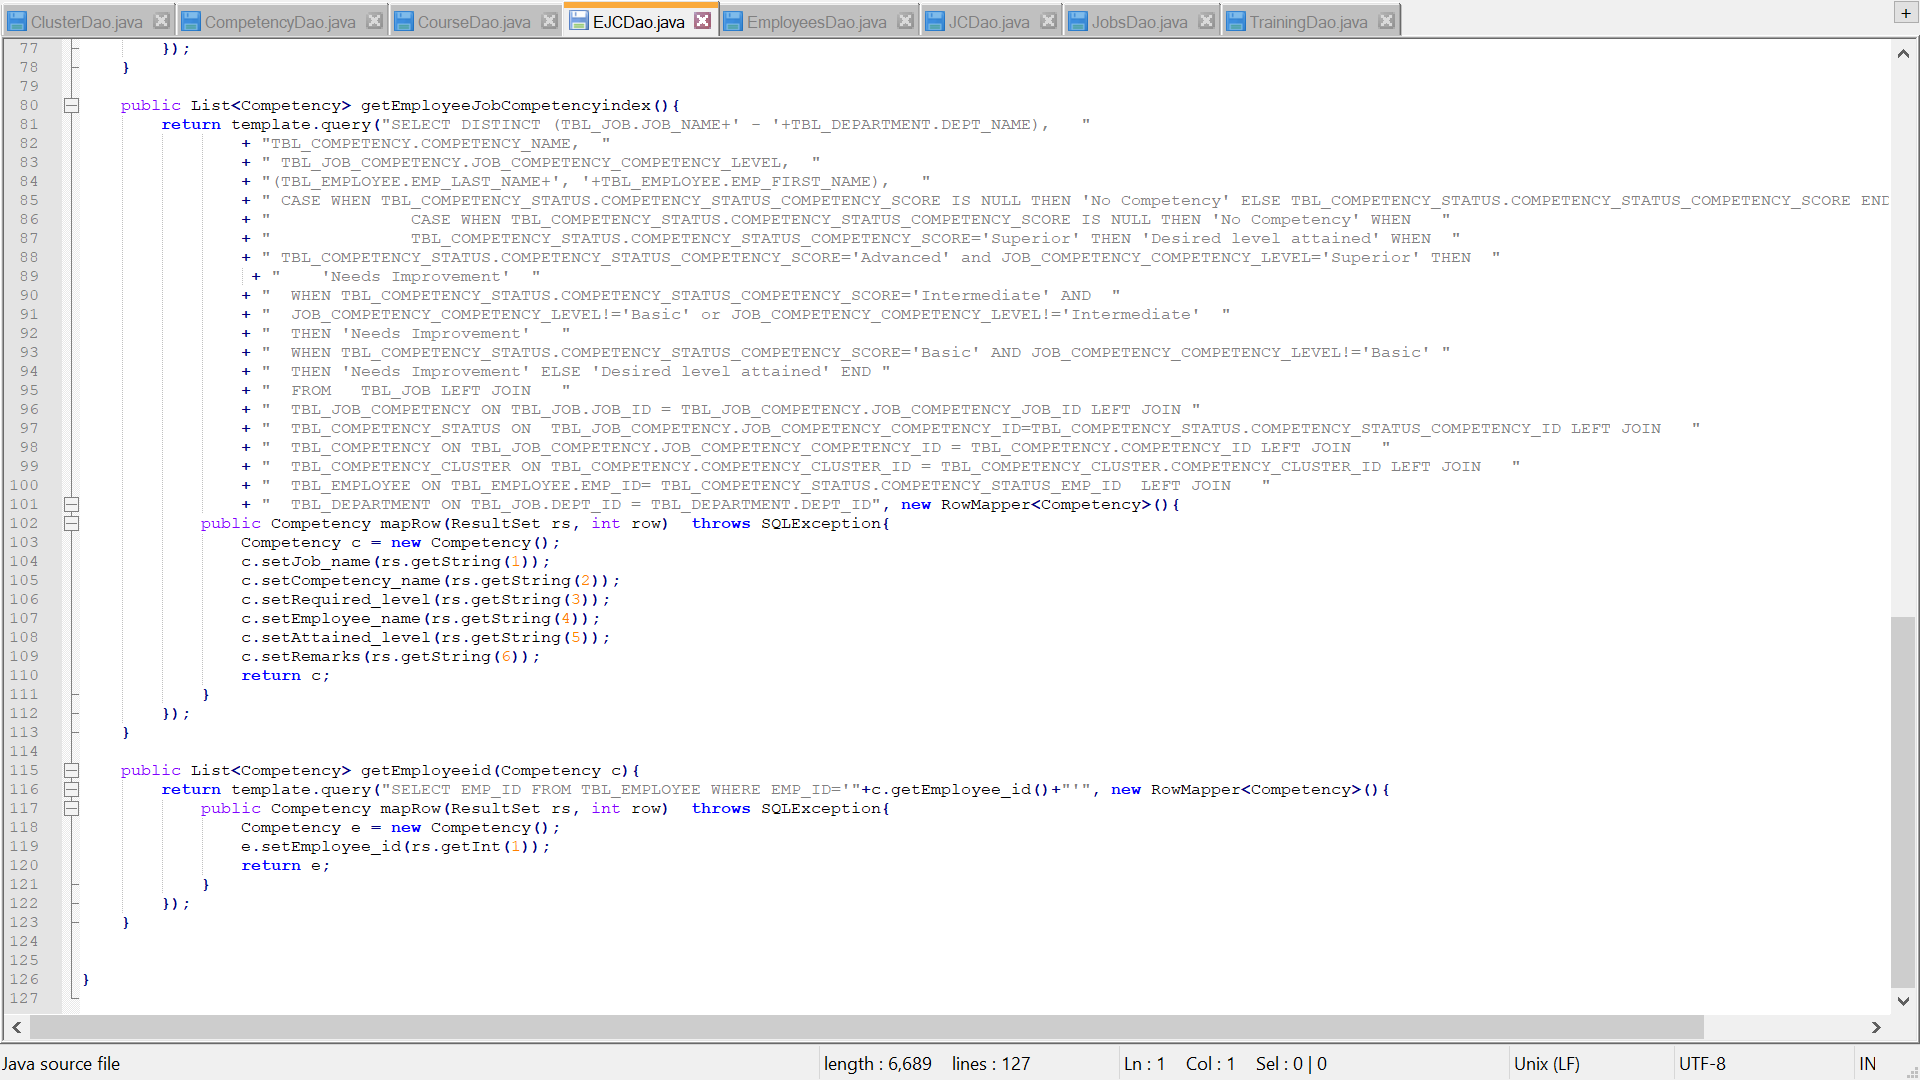 ClusterDao.java CompetencyDao.java CourseDao.java EJCDao.java EmployeesDao.java JCDao.java JobsDao.java TrainingDao.java +
77 });
78 }
79
80 public List<Competency> getEmployeeJobCompetencyindex(){
81 return template.query("SELECT DISTINCT (TBL_JOB.JOB_NAME+' - '+TBL_DEPARTMENT.DEPT_NAME),   "
82 + "TBL_COMPETENCY.COMPETENCY_NAME,  "
83 + " TBL_JOB_COMPETENCY.JOB_COMPETENCY_COMPETENCY_LEVEL,  "
84 + "(TBL_EMPLOYEE.EMP_LAST_NAME+', '+TBL_EMPLOYEE.EMP_FIRST_NAME),   "
85 + " CASE WHEN TBL_COMPETENCY_STATUS.COMPETENCY_STATUS_COMPETENCY_SCORE IS NULL THEN 'No Competency' ELSE TBL_COMPETENCY_STATUS.COMPETENCY_STATUS_COMPETENCY_SCORE END
86 + "              CASE WHEN TBL_COMPETENCY_STATUS.COMPETENCY_STATUS_COMPETENCY_SCORE IS NULL THEN 'No Competency' WHEN   "
87 + "              TBL_COMPETENCY_STATUS.COMPETENCY_STATUS_COMPETENCY_SCORE='Superior' THEN 'Desired level attained' WHEN  "
88 + " TBL_COMPETENCY_STATUS.COMPETENCY_STATUS_COMPETENCY_SCORE='Advanced' and JOB_COMPETENCY_COMPETENCY_LEVEL='Superior' THEN  "
89 + "    'Needs Improvement'  "
90 + "  WHEN TBL_COMPETENCY_STATUS.COMPETENCY_STATUS_COMPETENCY_SCORE='Intermediate' AND  "
91 + "  JOB_COMPETENCY_COMPETENCY_LEVEL!='Basic' or JOB_COMPETENCY_COMPETENCY_LEVEL!='Intermediate'  "
92 + "  THEN 'Needs Improvement'   "
93 + "  WHEN TBL_COMPETENCY_STATUS.COMPETENCY_STATUS_COMPETENCY_SCORE='Basic' AND JOB_COMPETENCY_COMPETENCY_LEVEL!='Basic' "
94 + "  THEN 'Needs Improvement' ELSE 'Desired level attained' END "
95 + "  FROM   TBL_JOB LEFT JOIN   "
96 + "  TBL_JOB_COMPETENCY ON TBL_JOB.JOB_ID = TBL_JOB_COMPETENCY.JOB_COMPETENCY_JOB_ID LEFT JOIN "
97 + "  TBL_COMPETENCY_STATUS ON  TBL_JOB_COMPETENCY.JOB_COMPETENCY_COMPETENCY_ID=TBL_COMPETENCY_STATUS.COMPETENCY_STATUS_COMPETENCY_ID LEFT JOIN   "
98 + "  TBL_COMPETENCY ON TBL_JOB_COMPETENCY.JOB_COMPETENCY_COMPETENCY_ID = TBL_COMPETENCY.COMPETENCY_ID LEFT JOIN   "
99 + "  TBL_COMPETENCY_CLUSTER ON TBL_COMPETENCY.COMPETENCY_CLUSTER_ID = TBL_COMPETENCY_CLUSTER.COMPETENCY_CLUSTER_ID LEFT JOIN   "
100 + "  TBL_EMPLOYEE ON TBL_EMPLOYEE.EMP_ID= TBL_COMPETENCY_STATUS.COMPETENCY_STATUS_EMP_ID  LEFT JOIN   "
101 + "  TBL_DEPARTMENT ON TBL_JOB.DEPT_ID = TBL_DEPARTMENT.DEPT_ID", new RowMapper<Competency>(){
102 public Competency mapRow(ResultSet rs, int row)  throws SQLException{
103 Competency c = new Competency();
104 c.setJob_name(rs.getString(1));
105 c.setCompetency_name(rs.getString(2));
106 c.setRequired_level(rs.getString(3));
107 c.setEmployee_name(rs.getString(4));
108 c.setAttained_level(rs.getString(5));
109 c.setRemarks(rs.getString(6));
110 return c;
111 }
112 });
113 }
114
115 public List<Competency> getEmployeeid(Competency c){
116 return template.query("SELECT EMP_ID FROM TBL_EMPLOYEE WHERE EMP_ID='"+c.getEmployee_id()+"'", new RowMapper<Competency>(){
117 public Competency mapRow(ResultSet rs, int row)  throws SQLException{
118 Competency e = new Competency();
119 e.setEmployee_id(rs.getInt(1));
120 return e;
121 }
122 });
123 }
124
125
126 }
127
Java source file length : 6,689 lines : 127 Ln : 1 Col : 1 Sel : 0 | 0 Unix (LF) UTF-8 IN